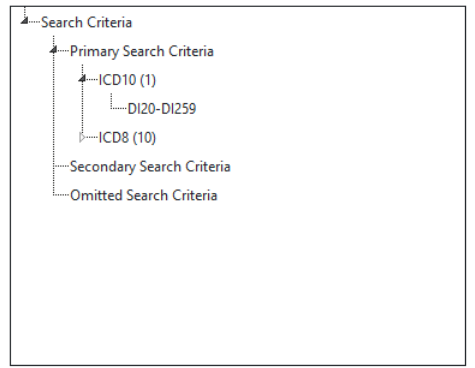 Search Criteria
Primary Search Criteria
ICD10 (1)
DI20-DI259
ICD8 (10)
Secondary Search Criteria
Omitted Search Criteria